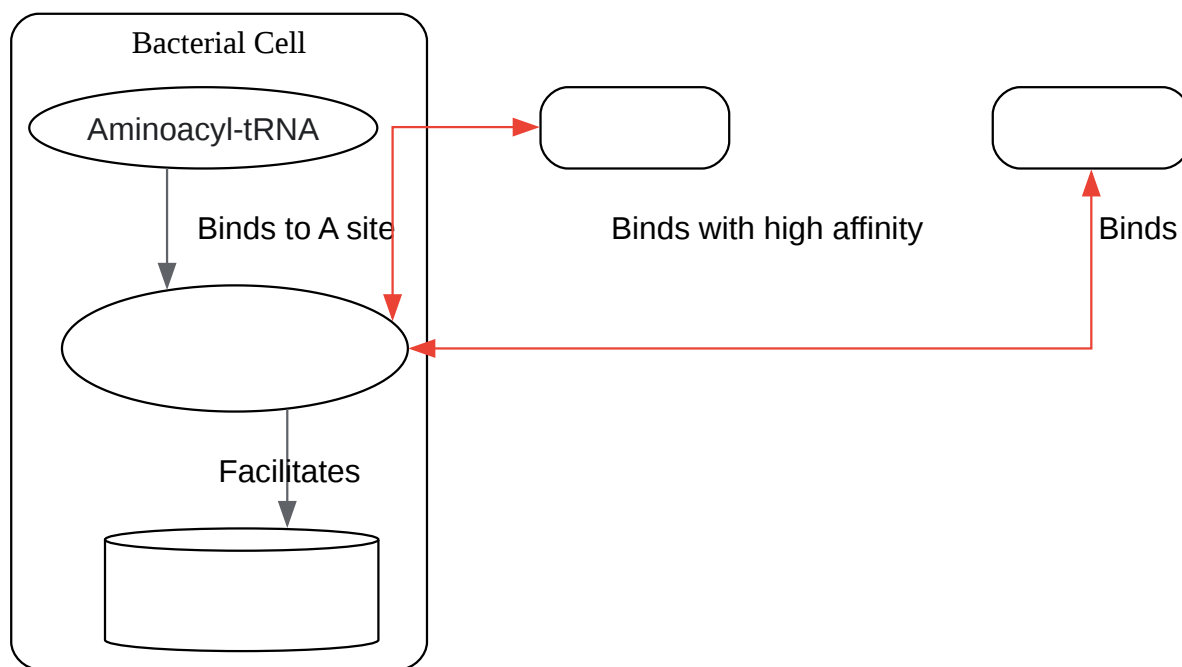 Bacterial Cell
Aminoacyl-tRNA
Binds to A site
Binds with high affinity
Binds
Facilitates